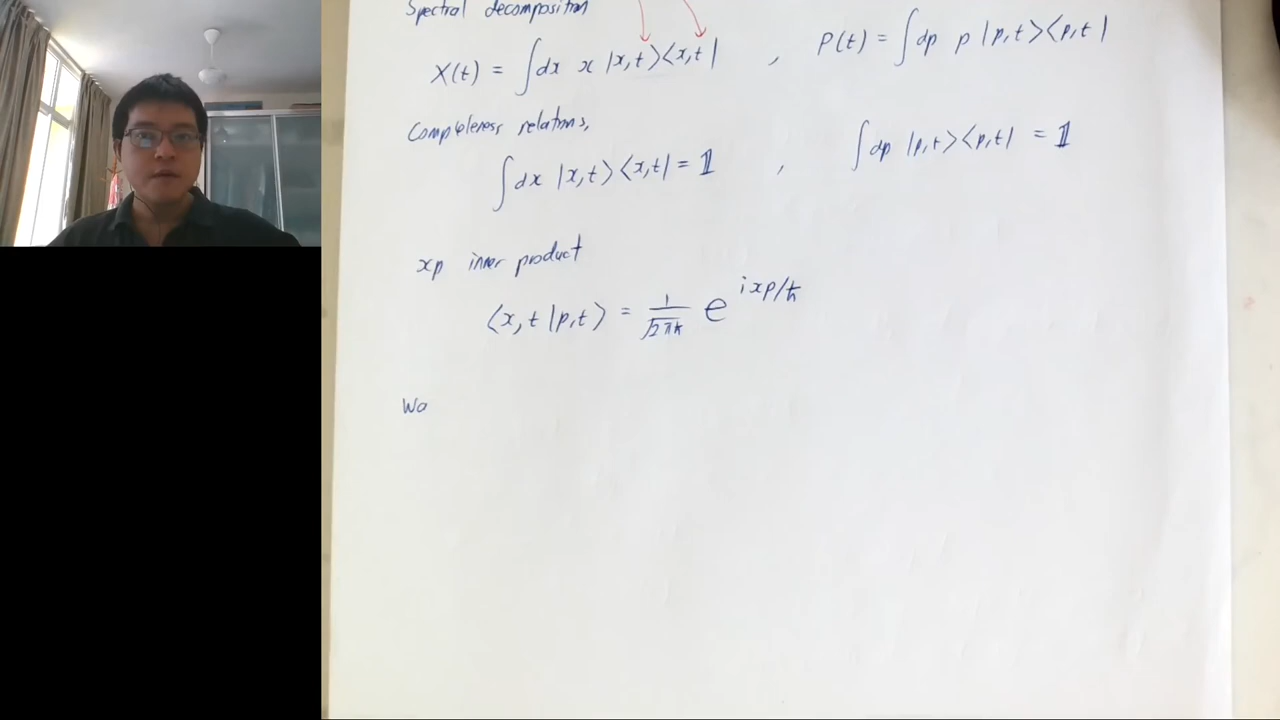 Spectral decomposition
X(t) = ∫dx x |x,t⟩⟨x,t| , P(t) = ∫dp p |p,t⟩⟨p,t|
Completeness relations,
∫dx |x,t⟩⟨x,t| = 𝟙 , ∫dp |p,t⟩⟨p,t| = 𝟙
xp inner product
⟨x,t|p,t⟩ = 1/√2πħ e^{ixp/ħ}
Wa